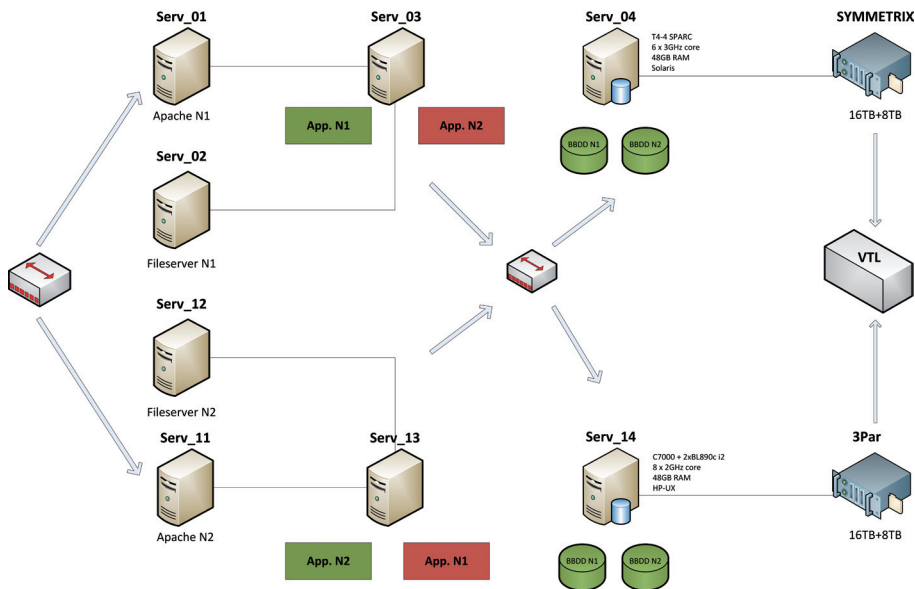 Serv_01
Serv_03
Serv_04
SYMMETRIX
T4-4 SPARC
6 x 3GHz core
48GB RAM
Solaris
Apache N1
16TB+8TB
App. N1
App. N2
BBDD N1
BBDD N2
Serv_02
Fileserver N1
VTL
Serv_12
Fileserver N2
Serv_11
Serv_13
Serv_14
3Par
C7000 + 2xBL890c i2
8 x 2GHz core
48GB RAM
HP-UX
Apache N2
16TB+8TB
App. N2
App. N1
BBDD N1
BBDD N2